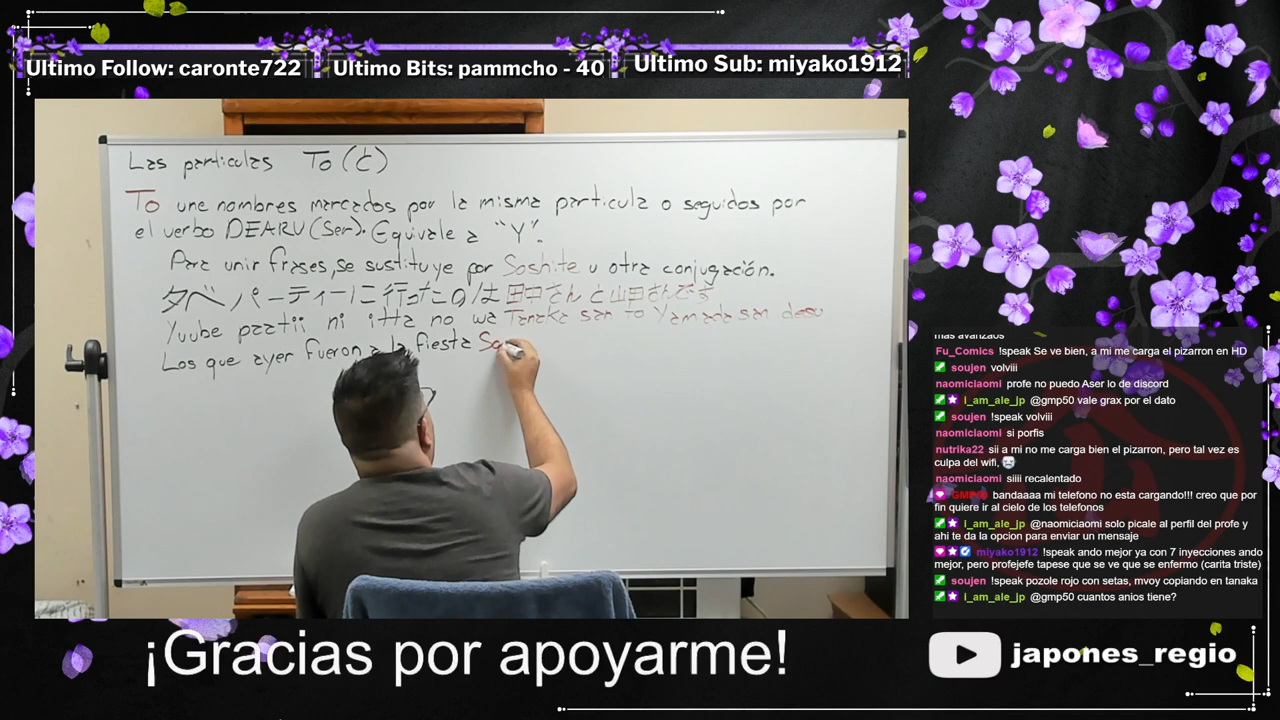 Ultimo Follow: caronte722
Ultimo Bits: pammcho - 40
Ultimo Sub: miyako1912
Las particulas To (と)
To une nombres marcados por la misma particula o seguidos por
el verbo DEARU (Ser). Equivale a "Y".
Para unir frases, se sustituye por Soshite u otra conjugación.
夕べ パーティーに行ったのは田中さんと山田さんです
Yuube paatii ni itta no wa Tanaka san to Yamada san desu
Los que ayer fueron a la fiesta
mas avanzaos
Fu_Comics !speak Se ve bien, a mi me carga el pizarron en HD
soujen volviii
naomiciaomi profe no puedo Aser lo de discord
I_am_ale_jp @gmp50 vale grax por el dato
soujen !speak volviii
naomiciaomi si porfis
nutrika22 sii a mi no me carga bien el pizarron, pero tal vez es
culpa del wifi,
naomiciaomi siiii recalentado
bandaaaa mi telefono no esta cargando!!! creo que por
fin quiere ir al cielo de los telefonos
I_am_ale_jp @naomiciaomi solo picale al perfil del profe y
ahi te da la opcion para enviar un mensaje
miyako1912 !speak ando mejor ya con 7 inyecciones ando
mejor, pero profejefe tapese que se ve que se enfermo (carita triste)
soujen !speak pozole rojo con setas, mvoy copiando en tanaka
I_am_ale_jp @gmp50 cuantos anios tiene?
¡Gracias por apoyarme!
japones_regio